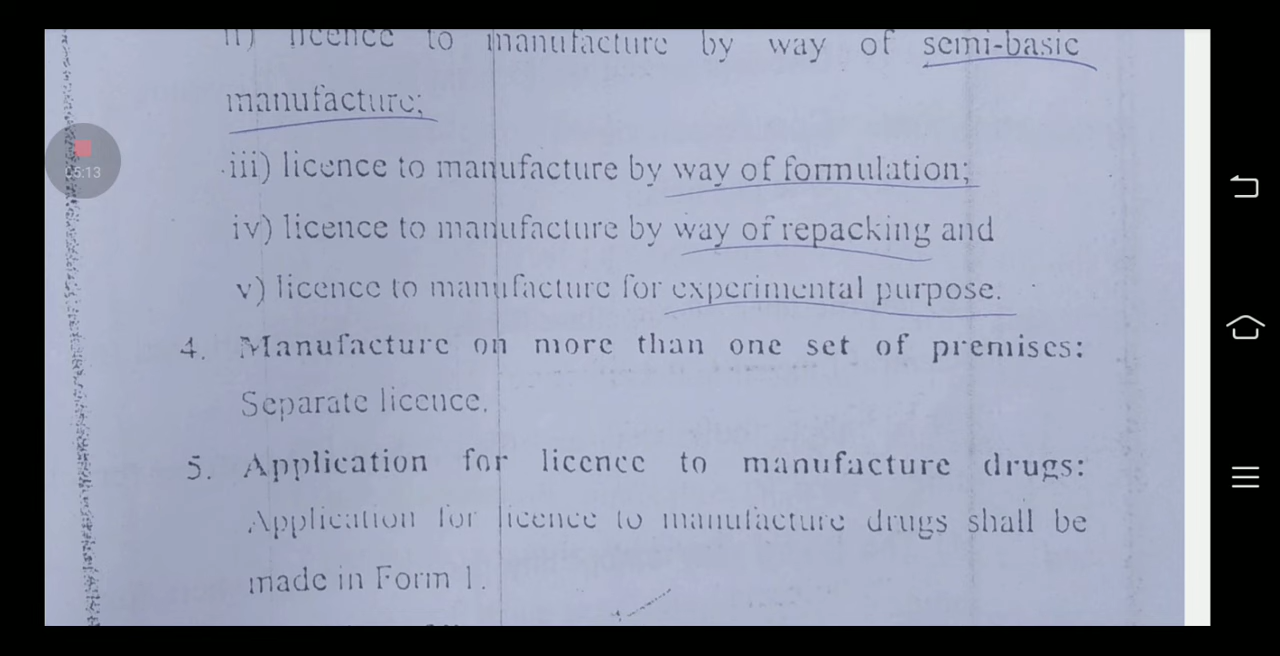 ii) licence to manufacture by way of semi-basic
manufacture;
iii) licence to manufacture by way of formulation;
iv) licence to manufacture by way of repacking and
v) licence to manufacture for experimental purpose.
4. Manufacture on more than one set of premises:
Separate licence.
5. Application for licence to manufacture drugs:
Application for licence to manufacture drugs shall be
made in Form 1.